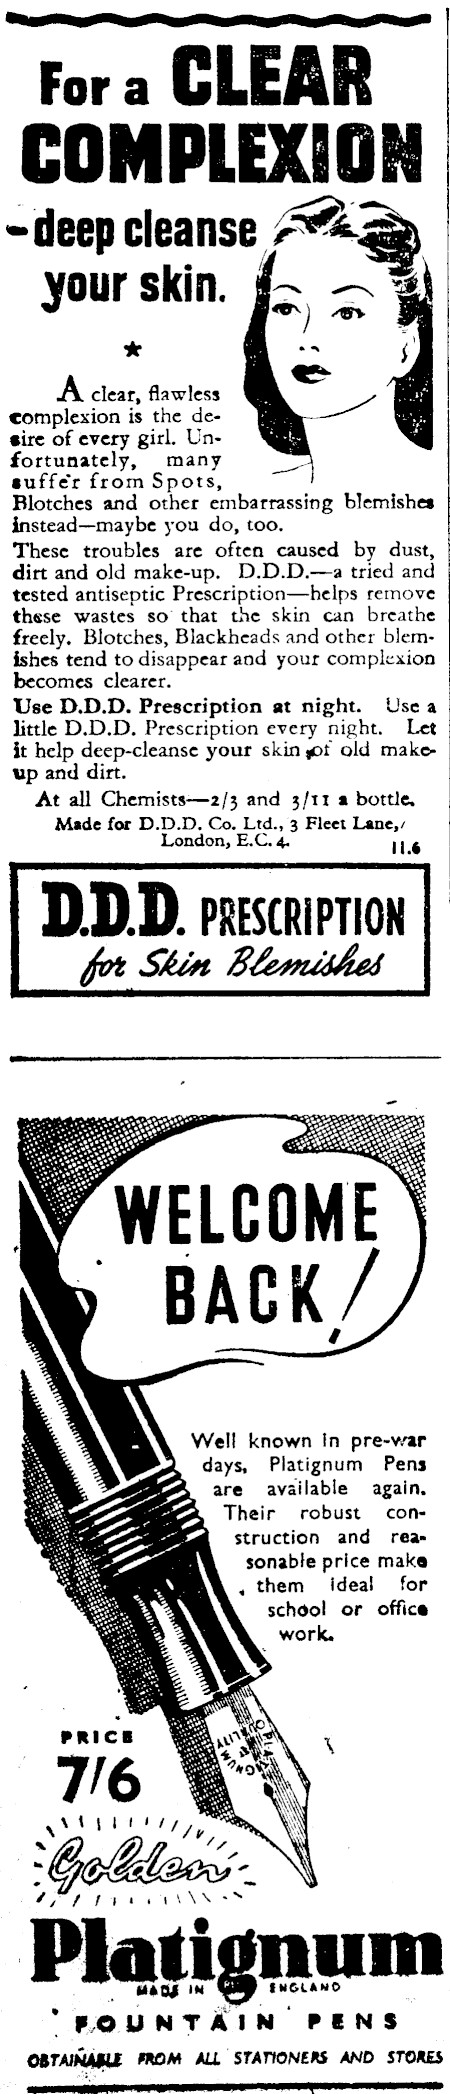 For a CLEAR
COMPLEXION
-deep cleanse
your skin.
A clear, flawless
complexion is the de-
sire of every girl. Un-
fortunately, many
suffer from Spots,
Blotches and other embarrassing blemishes
instead—maybe you do, too.
These troubles are often caused by dust,
dirt and old make-up. D.D.D.—a tried and
tested antiseptic Prescription—helps remove
these wastes so that the skin can breathe
freely. Blotches, Blackheads and other blem-
ishes tend to disappear and your complexion
becomes clearer.
Use D.D.D. Prescription at night. Use a
little D.D.D. Prescription every night. Let
it help deep-cleanse your skin of old make-
up and dirt.
At all Chemists—2/3 and 3/11 a bottle.
Made for D.D.D. Co. Ltd., 3 Fleet Lane,
London, E.C.4.
11.6
D.D.D. PRESCRIPTION
for Skin Blemishes
WELCOME
BACK!
Well known in pre-war
days, Platignum Pens
are available again.
Their robust con-
struction and rea-
sonable price make
them ideal for
school or office
work.
PLATIGNUM
QUALITY
PRICE
7/6
Golden
Platignum
MADE IN ENGLAND
FOUNTAIN PENS
OBTAINABLE FROM ALL STATIONERS AND STORES